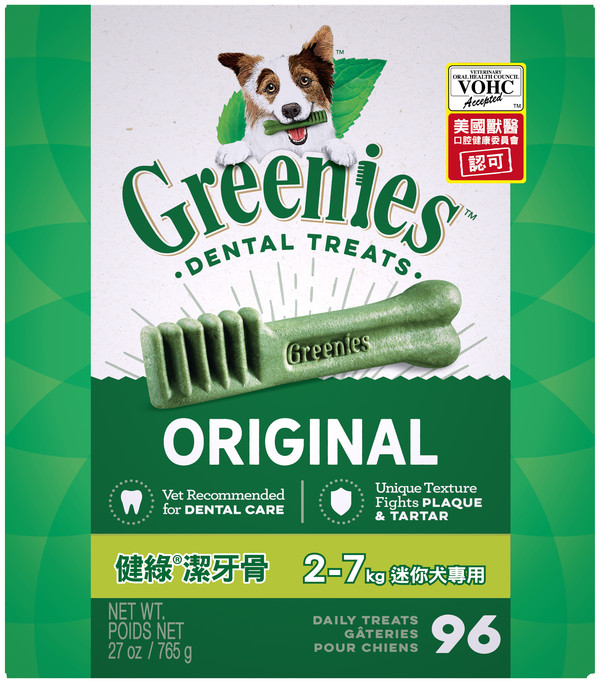 VETERINARY
ORAL HEALTH COUNCIL
VOHC
Accepted TM
美國獸醫
口腔健康委員會
認可
TM
Greenies™
•DENTAL TREATS•
Greenies
ORIGINAL
Vet Recommended
for DENTAL CARE
Unique Texture
Fights PLAQUE
& TARTAR
健綠®潔牙骨
2-7kg 迷你犬專用
NET WT.
POIDS NET
27 oz / 765 g
DAILY TREATS
GÂTERIES
POUR CHIENS
96